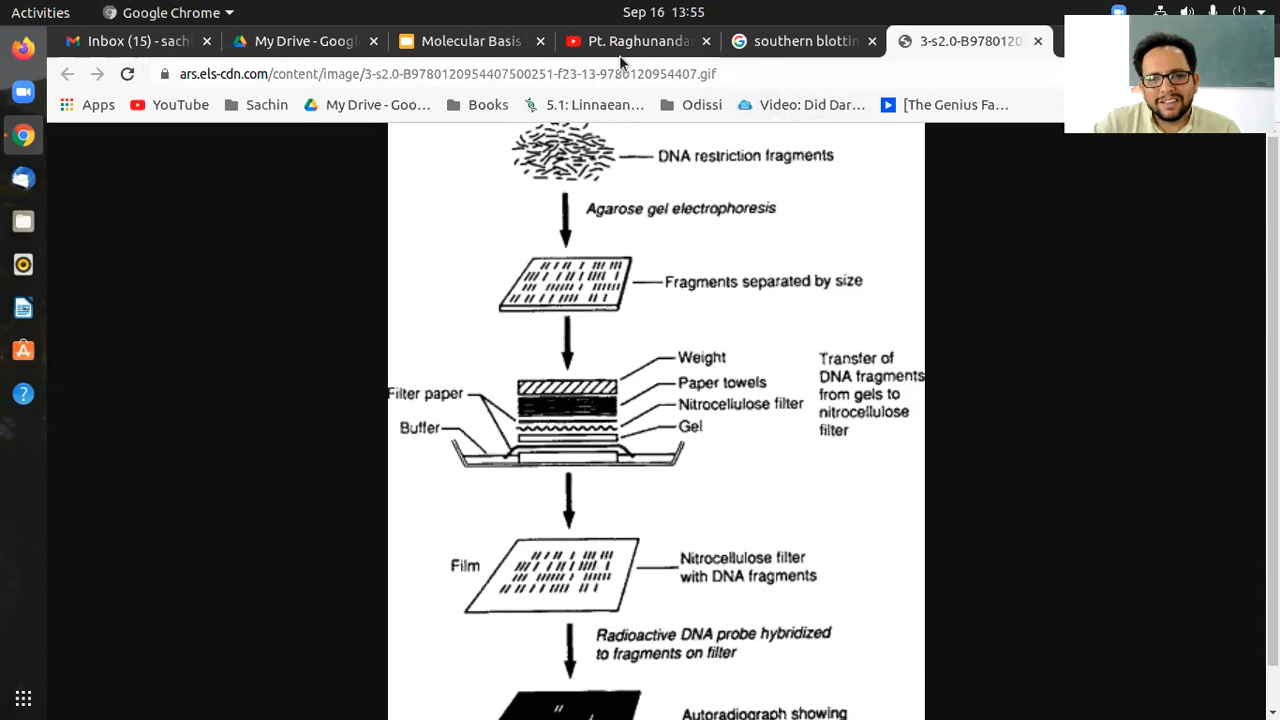 Activities
Google Chrome
Sep 16 13:55
Inbox (15) - sach
My Drive - Googl
Molecular Basis
Pt. Raghunanda
southern blottin
3-s2.0-B9780120
ars.els-cdn.com/content/image/3-s2.0-B9780120954407500251-f23-13-9780120954407.gif
Apps
YouTube
Sachin
My Drive - Goo...
Books
5.1: Linnaean...
Odissi
Video: Did Dar...
[The Genius Fa...
DNA restriction fragments
Agarose gel electrophoresis
Fragments separated by size
Weight
Paper towels
Nitrocellulose filter
Gel
Filter paper
Buffer
Transfer of
DNA fragments
from gels to
nitrocellulose
filter
Film
Nitrocellulose filter
with DNA fragments
Radioactive DNA probe hybridized
to fragments on filter
Autoradiograph showing